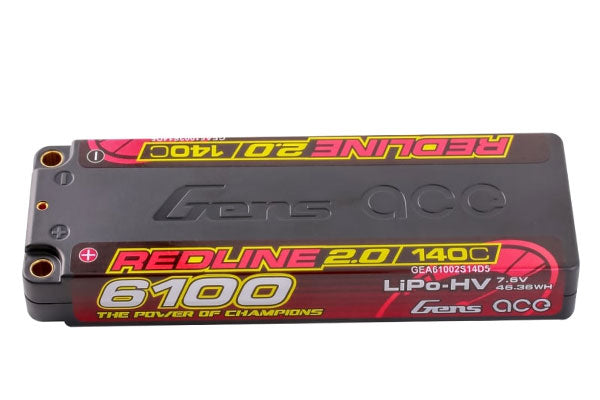 REDLINE 2.0 140C
GEA61002S14D5
Gens ace
REDLINE 2.0 140C
GEA61002S14D5
6100
LiPo-HV 7.6V
46.36WH
THE POWER OF CHAMPIONS
Gens ace